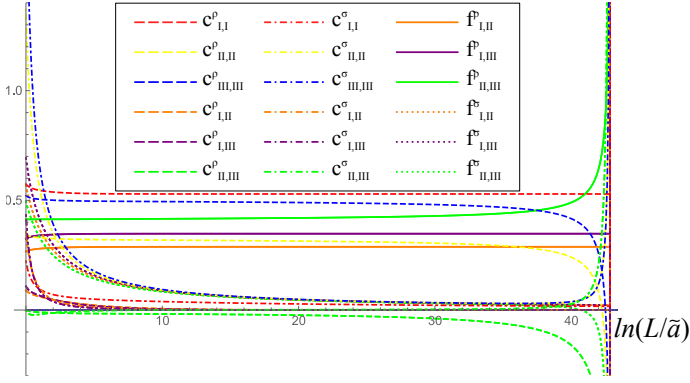 c^ρ_I,I c^σ_I,I f^ρ_I,II
c^ρ_II,II c^σ_II,II f^ρ_I,III
c^ρ_III,III c^σ_III,III f^ρ_II,III
c^ρ_I,II c^σ_I,II f^σ_I,II
c^ρ_I,III c^σ_I,III f^σ_I,III
c^ρ_II,III c^σ_II,III f^σ_II,III
1.0
0.5
10 20 30 40
ln(L/ã)